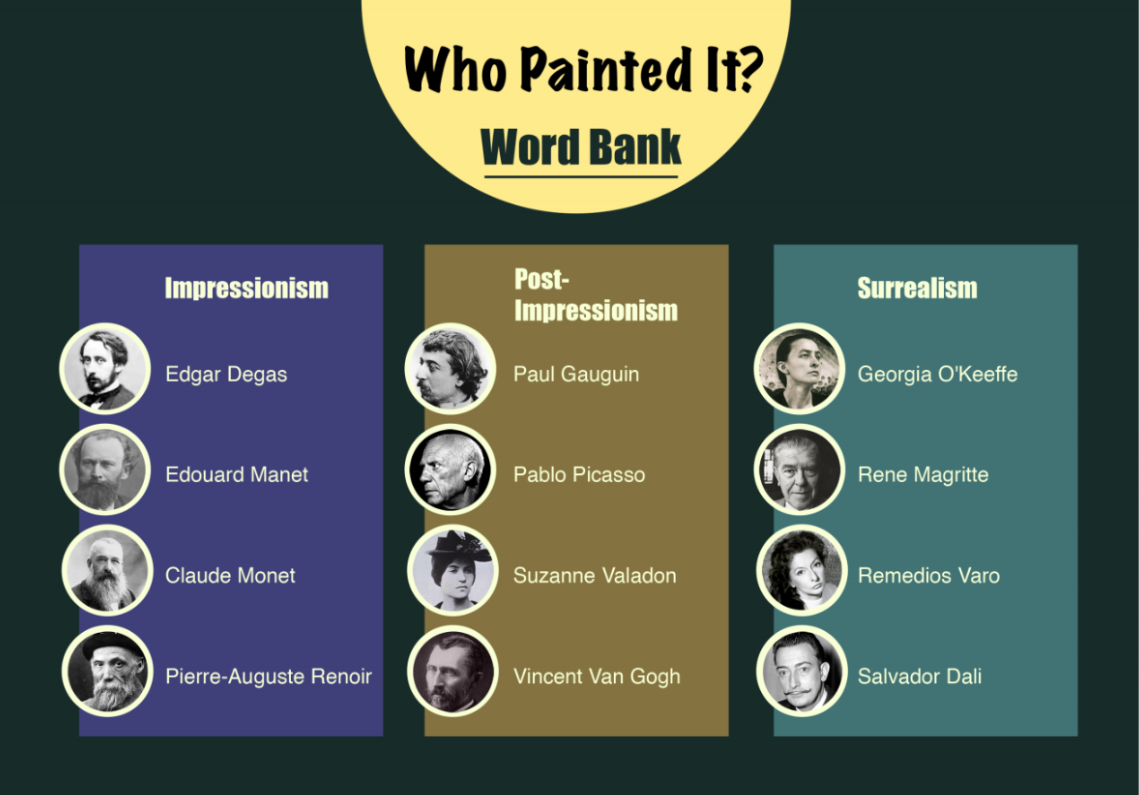 Who Painted It?
Word Bank
Impressionism
Edgar Degas
Edouard Manet
Claude Monet
Pierre-Auguste Renoir
Post-
Impressionism
Paul Gauguin
Pablo Picasso
Suzanne Valadon
Vincent Van Gogh
Surrealism
Georgia O'Keeffe
Rene Magritte
Remedios Varo
Salvador Dali